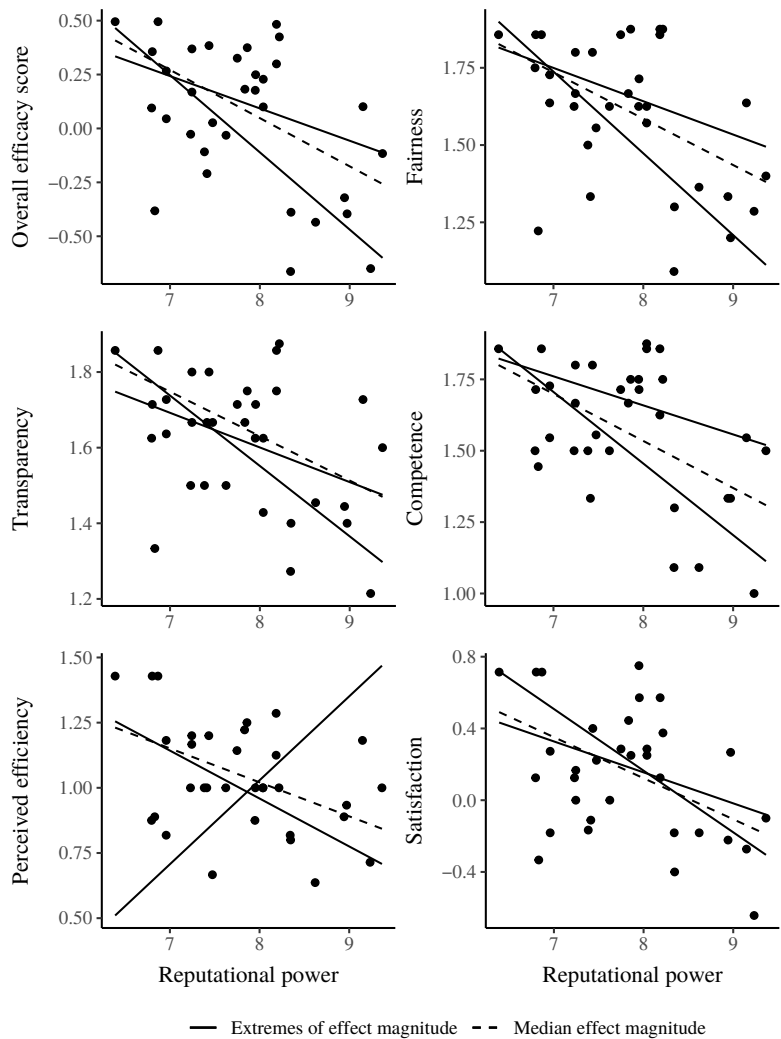 Overall efficacy score
0.50
0.25
0.00
−0.25
−0.50
7 8 9
Fairness
1.75
1.50
1.25
7 8 9
Transparency
1.8
1.6
1.4
1.2
7 8 9
Competence
1.75
1.50
1.25
1.00
7 8 9
Perceived efficiency
1.50
1.25
1.00
0.75
0.50
7 8 9
Reputational power
Satisfaction
0.8
0.4
0.0
−0.4
7 8 9
Reputational power
Extremes of effect magnitude Median effect magnitude